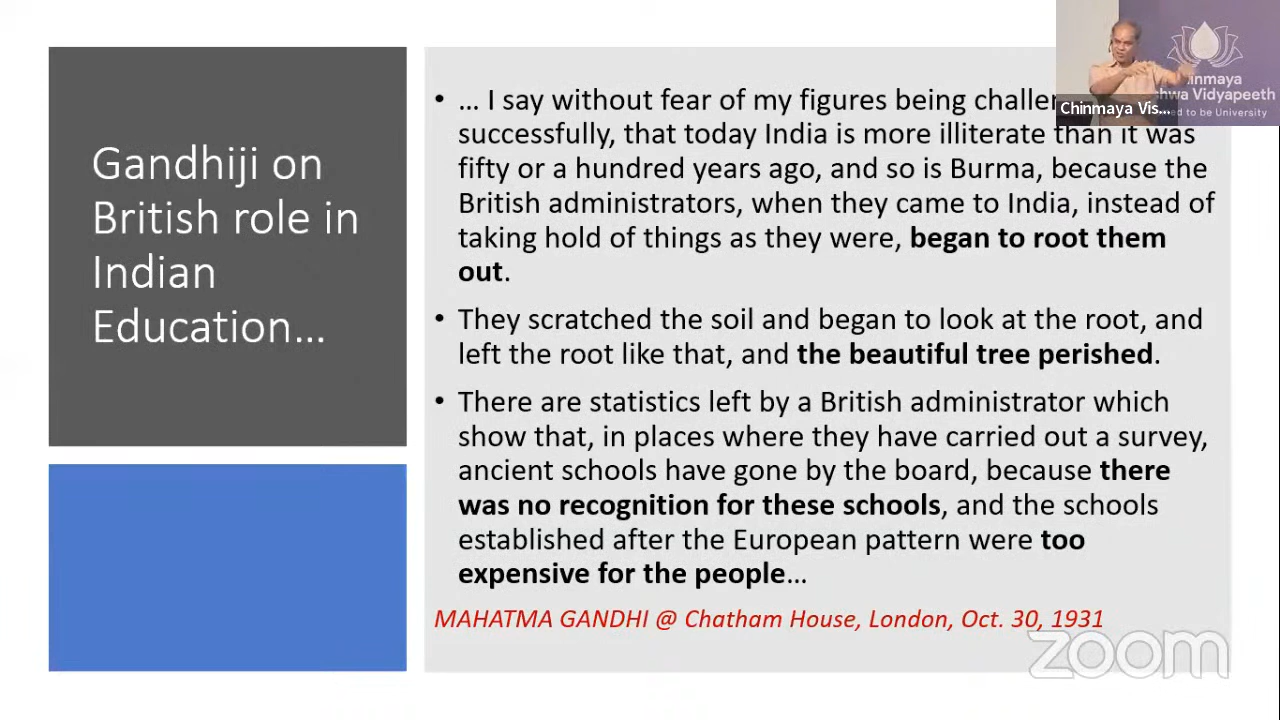 Gandhiji on
British role in
Indian
Education...
• ... I say without fear of my figures being
successfully, that today India is more illiterate than it was
fifty or a hundred years ago, and so is Burma, because the
British administrators, when they came to India, instead of
taking hold of things as they were, began to root them
out.
• They scratched the soil and began to look at the root, and
left the root like that, and the beautiful tree perished.
• There are statistics left by a British administrator which
show that, in places where they have carried out a survey,
ancient schools have gone by the board, because there
was no recognition for these schools, and the schools
established after the European pattern were too
expensive for the people...
MAHATMA GANDHI @ Chatham House, London, Oct. 30, 1931
Vidyapeeth
to be University
Chinmaya Vis...
zoom